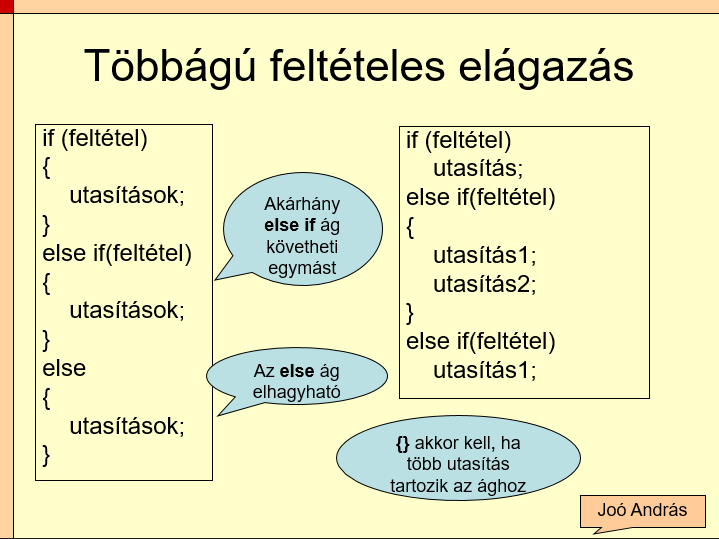 Többágú feltételes elágazás
if (feltétel)
{
utasítások;
}
else if(feltétel)
{
utasítások;
}
else
{
utasítások;
}
Akárhány
else if ág
követheti
egymást
Az else ág
elhagyható
if (feltétel)
utasítás;
else if(feltétel)
{
utasítás1;
utasítás2;
}
else if(feltétel)
utasítás1;
{} akkor kell, ha
több utasítás
tartozik az ághoz
Joó András